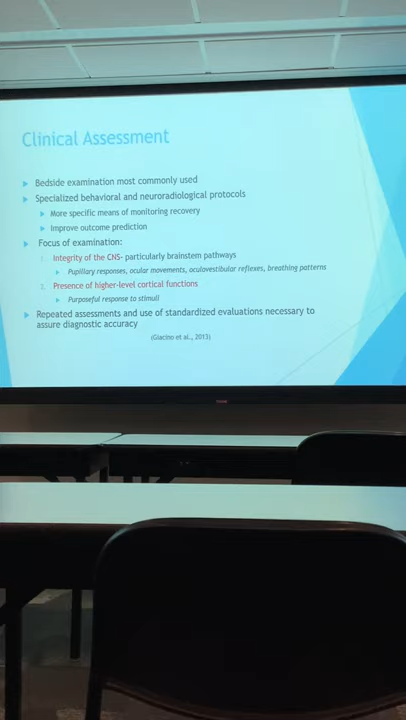 Clinical Assessment
Bedside examination most commonly used
Specialized behavioral and neuroradiological protocols
More specific means of monitoring recovery
Improve outcome prediction
Focus of examination:
1. Integrity of the CNS- particularly brainstem pathways
Pupillary responses, ocular movements, oculovestibular reflexes, breathing patterns
2. Presence of higher-level cortical functions
Purposeful response to stimuli
Repeated assessments and use of standardized evaluations necessary to
assure diagnostic accuracy
(Giacino et al., 2013)